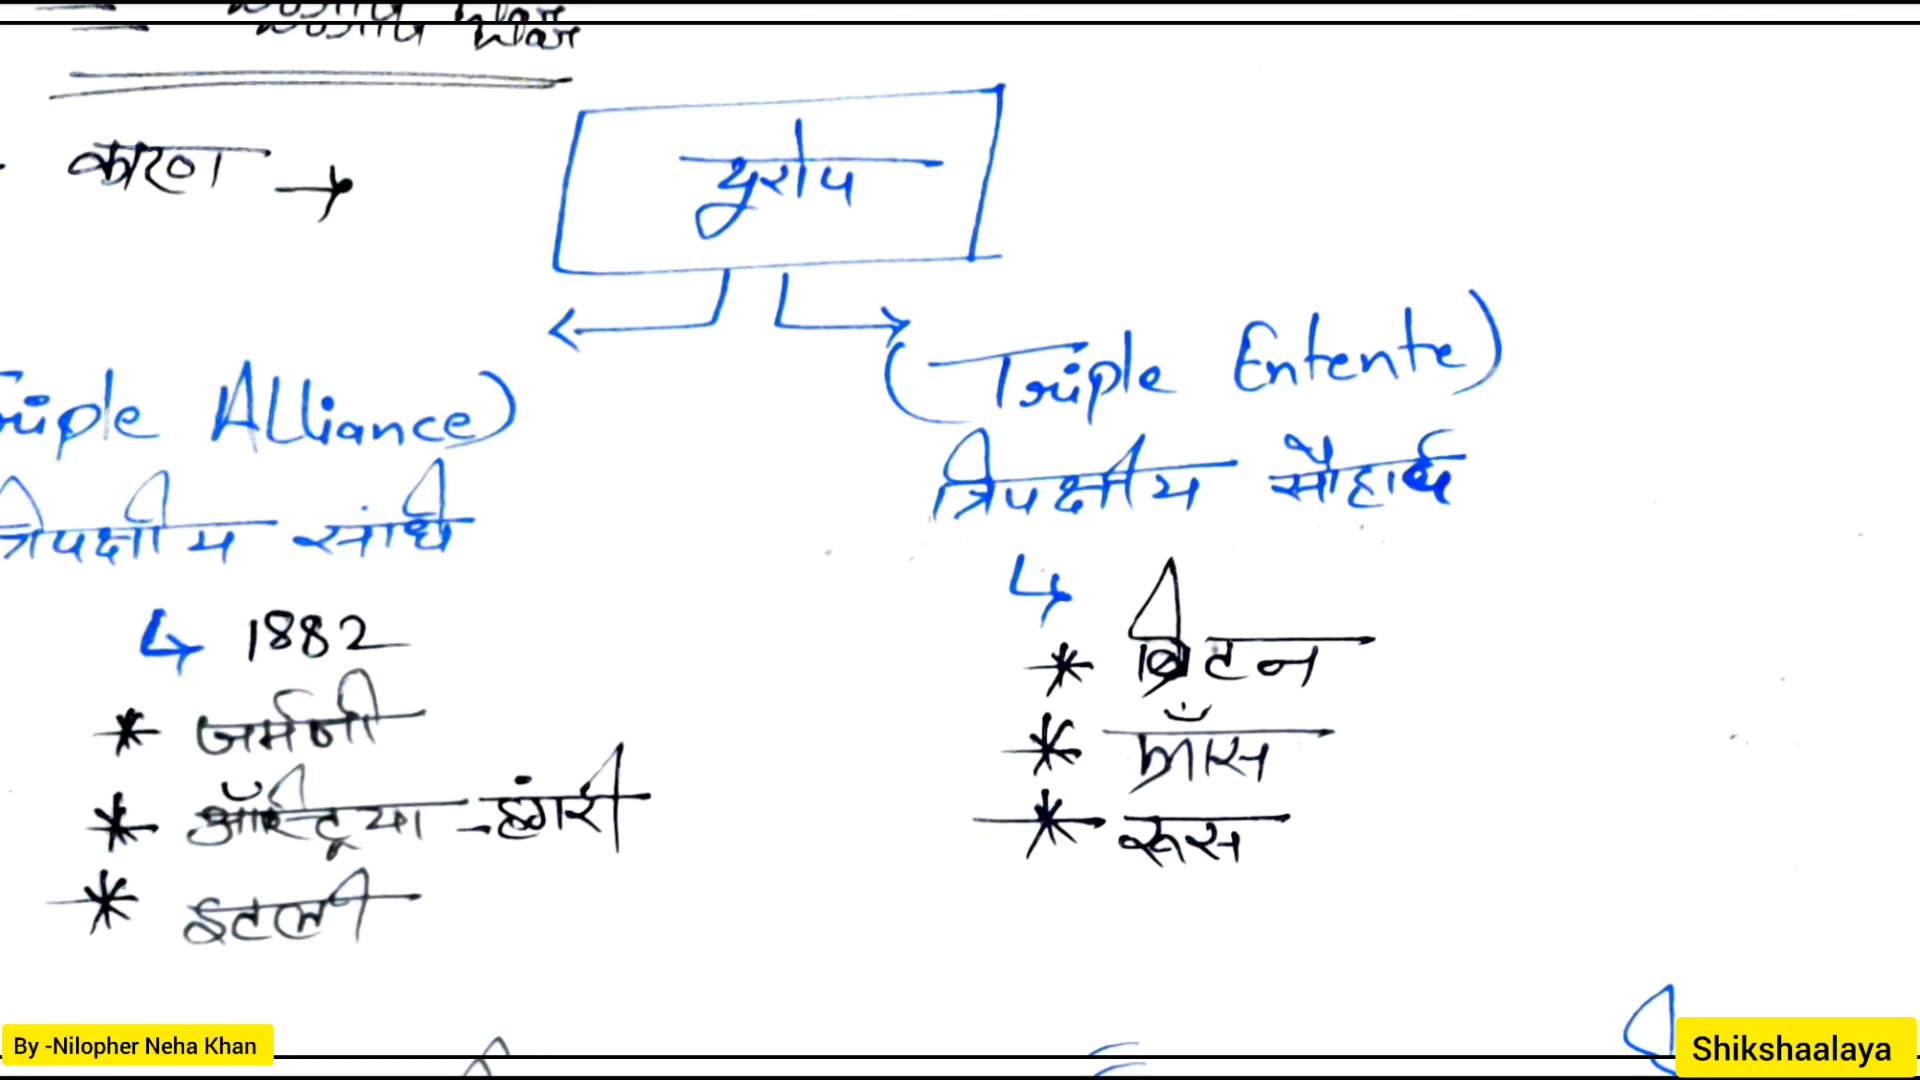 कारण →
युरोप
(Triple Entente)
त्रिपक्षीय सौहार्द
* ब्रिटन
* फ्राँस
* रूस
Triple Alliance)
त्रिपक्षीय संधि
↳ 1882
* जर्मनी
* ऑस्ट्रिया - हंगरी
* इटली
By -Nilopher Neha Khan
Shikshaalaya